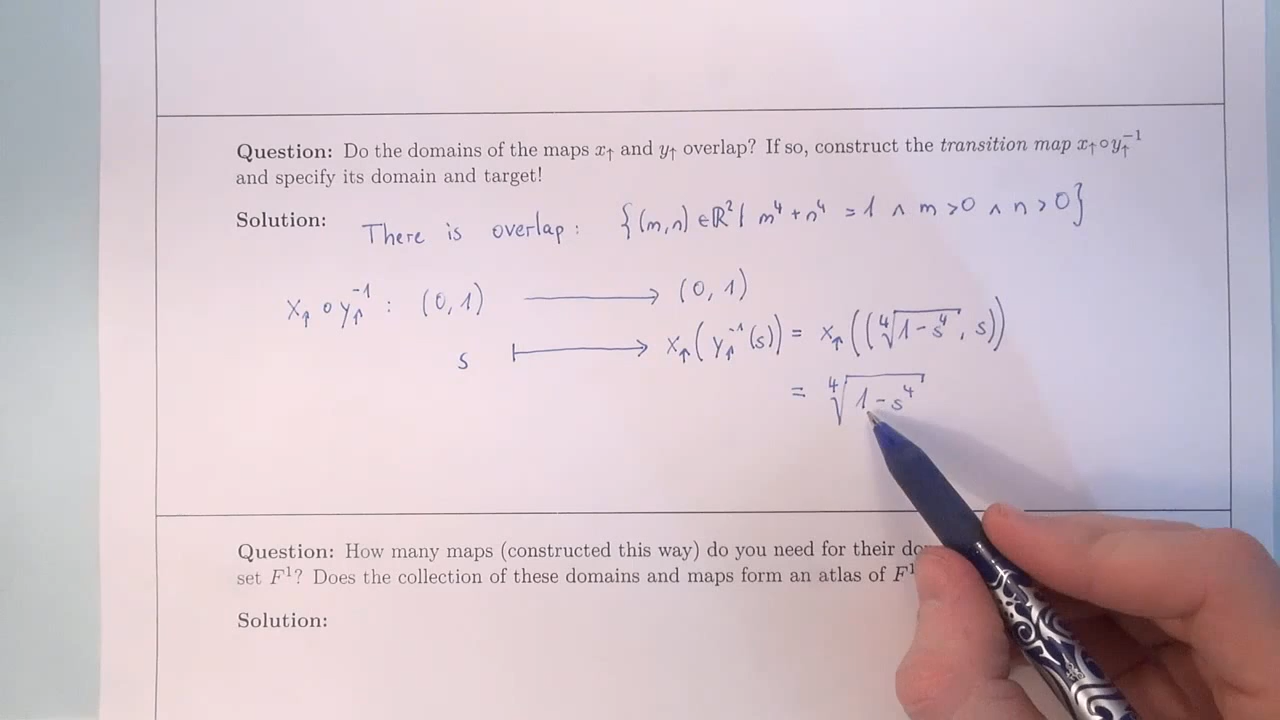 Question: Do the domains of the maps x↑ and y↑ overlap? If so, construct the transition map x↑∘y↑⁻¹
and specify its domain and target!
Solution: There is overlap: {(m,n) ∈ ℝ² | m⁴ + n⁴ = 1 ∧ m > 0 ∧ n > 0}
x↑ ∘ y↑⁻¹ : (0,1) ⟶ (0,1)
s ⟼ x↑(y↑⁻¹(s)) = x↑((∜(1-s⁴), s))
= ∜(1-s⁴)
Question: How many maps (constructed this way) do you need for their
set F¹? Does the collection of these domains and maps form an atlas of F¹
Solution: